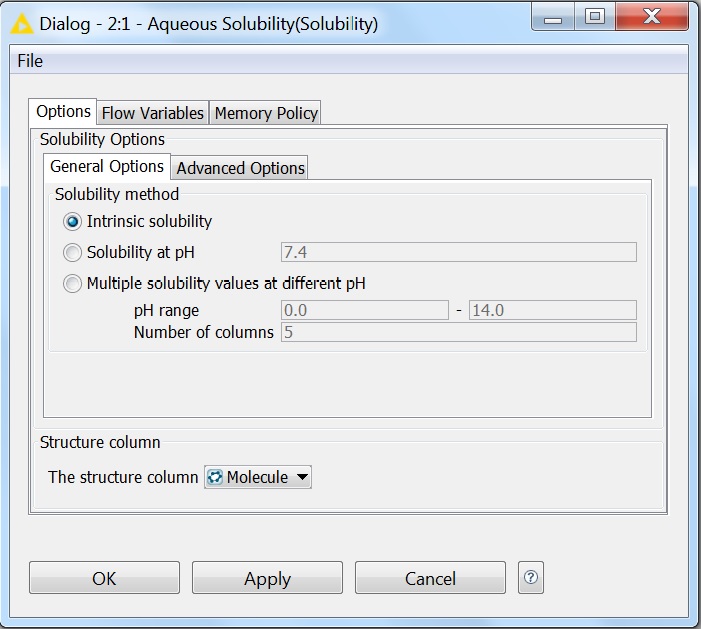 Dialog - 2:1 - Aqueous Solubility(Solubility)
File
Options Flow Variables Memory Policy
Solubility Options
General Options Advanced Options
Solubility method
Intrinsic solubility
Solubility at pH 7.4
Multiple solubility values at different pH
pH range 0.0 - 14.0
Number of columns 5
Structure column
The structure column Molecule
OK Apply Cancel ?